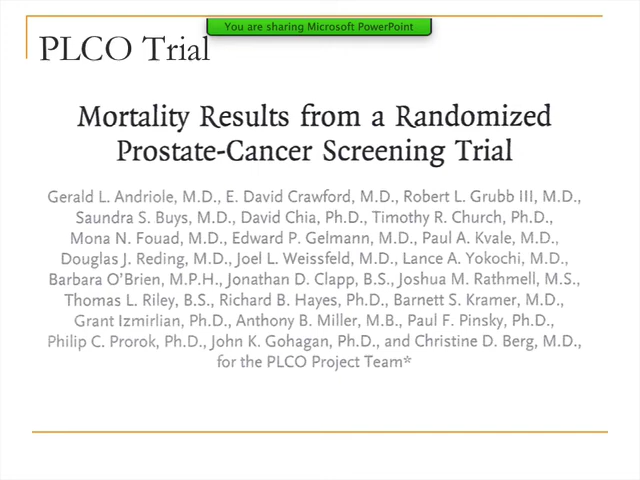 You are sharing Microsoft PowerPoint
PLCO Trial
Mortality Results from a Randomized
Prostate-Cancer Screening Trial
Gerald L. Andriole, M.D., E. David Crawford, M.D., Robert L. Grubb III, M.D.,
Saundra S. Buys, M.D., David Chia, Ph.D., Timothy R. Church, Ph.D.,
Mona N. Fouad, M.D., Edward P. Gelmann, M.D., Paul A. Kvale, M.D.,
Douglas J. Reding, M.D., Joel L. Weissfeld, M.D., Lance A. Yokochi, M.D.,
Barbara O'Brien, M.P.H., Jonathan D. Clapp, B.S., Joshua M. Rathmell, M.S.,
Thomas L. Riley, B.S., Richard B. Hayes, Ph.D., Barnett S. Kramer, M.D.,
Grant Izmirlian, Ph.D., Anthony B. Miller, M.B., Paul F. Pinsky, Ph.D.,
Philip C. Prorok, Ph.D., John K. Gohagan, Ph.D., and Christine D. Berg, M.D.,
for the PLCO Project Team*